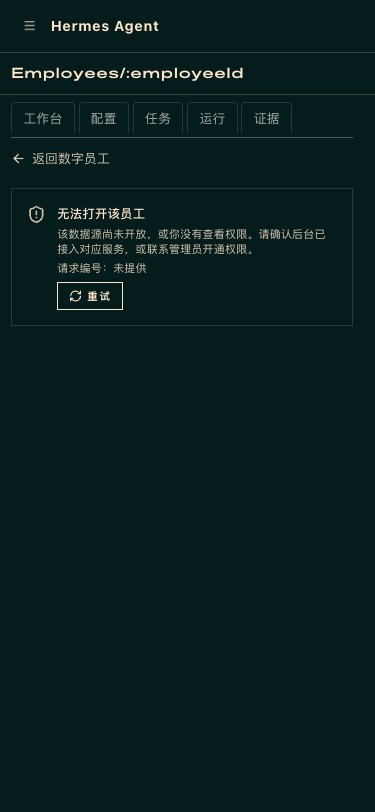 Hermes Agent
Employees/:employeeId
工作台 配置 任务 运行 证据
返回数字员工
无法打开该员工
该数据源尚未开放，或你没有查看权限。请确认后台已
接入对应服务，或联系管理员开通权限。
请求编号：未提供
重试